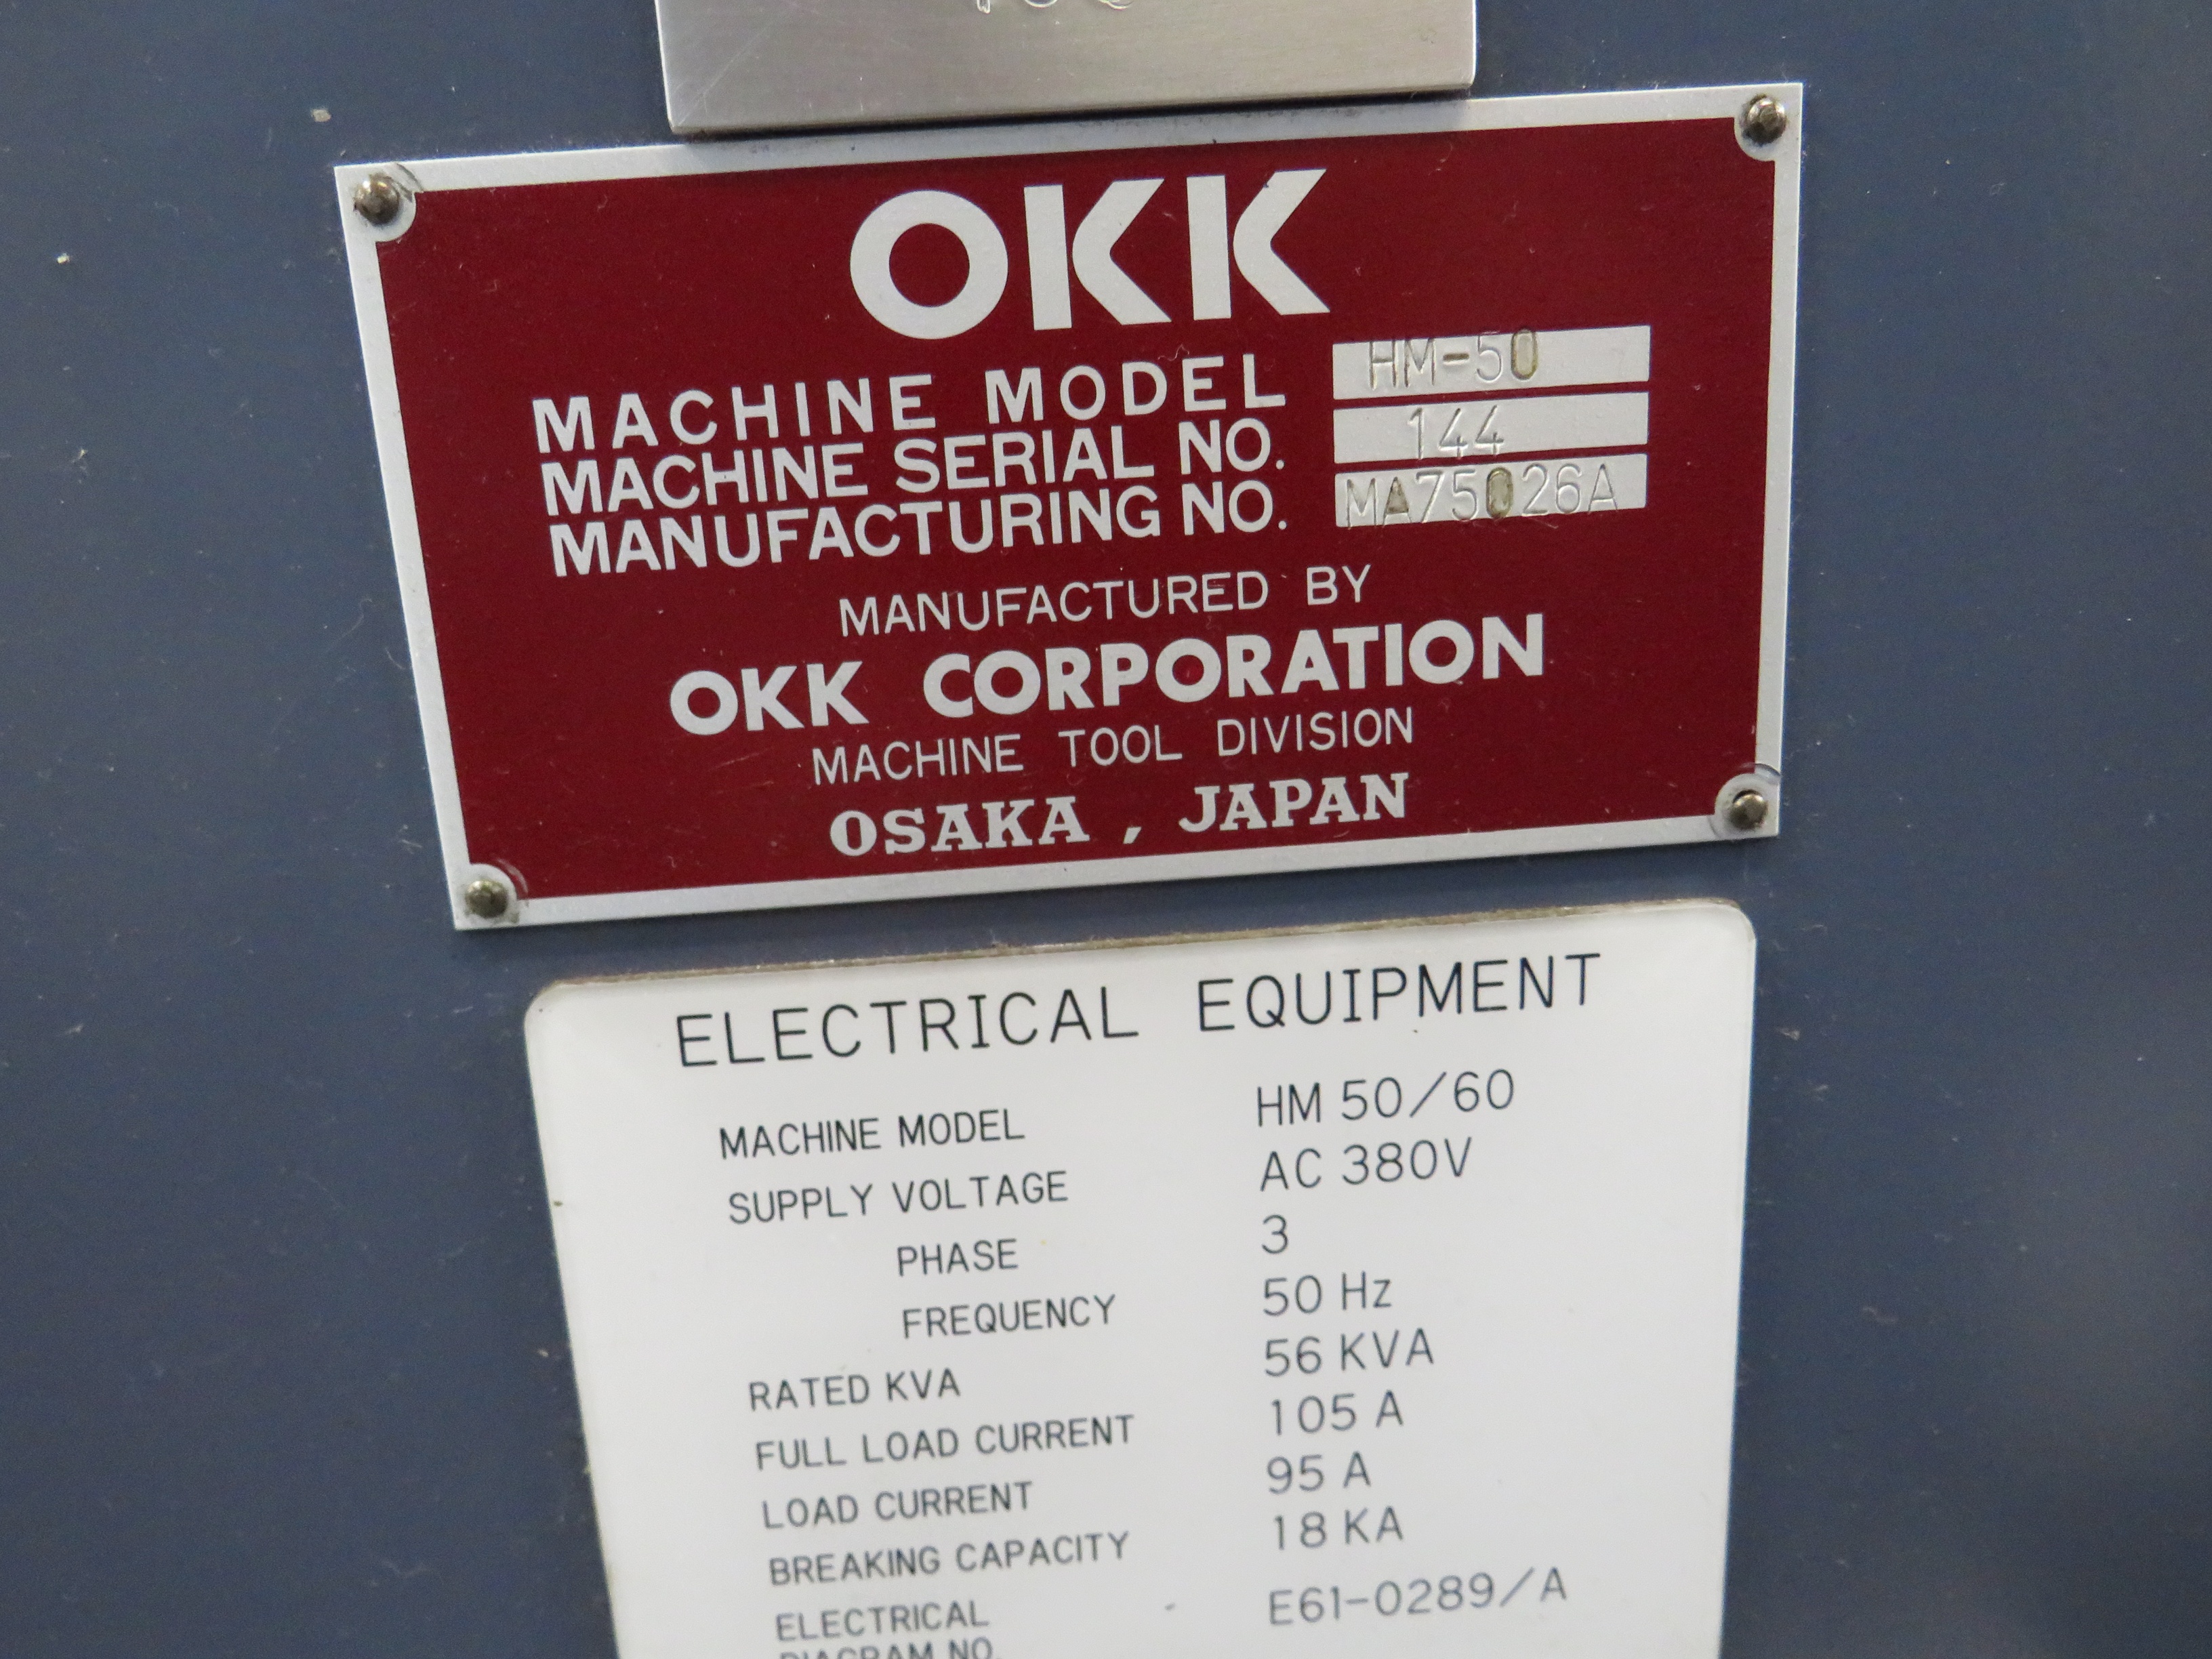 OKK
MACHINE MODEL HM-50
MACHINE SERIAL NO. 144
MANUFACTURING NO. MA75026A
MANUFACTURED BY
OKK CORPORATION
MACHINE TOOL DIVISION
OSAKA, JAPAN
ELECTRICAL EQUIPMENT
MACHINE MODEL HM 50/60
SUPPLY VOLTAGE AC 380V
PHASE 3
FREQUENCY 50 Hz
RATED KVA 56 KVA
FULL LOAD CURRENT 105 A
LOAD CURRENT 95 A
BREAKING CAPACITY 18 KA
ELECTRICAL E61-0289/A
DIAGRAM NO.